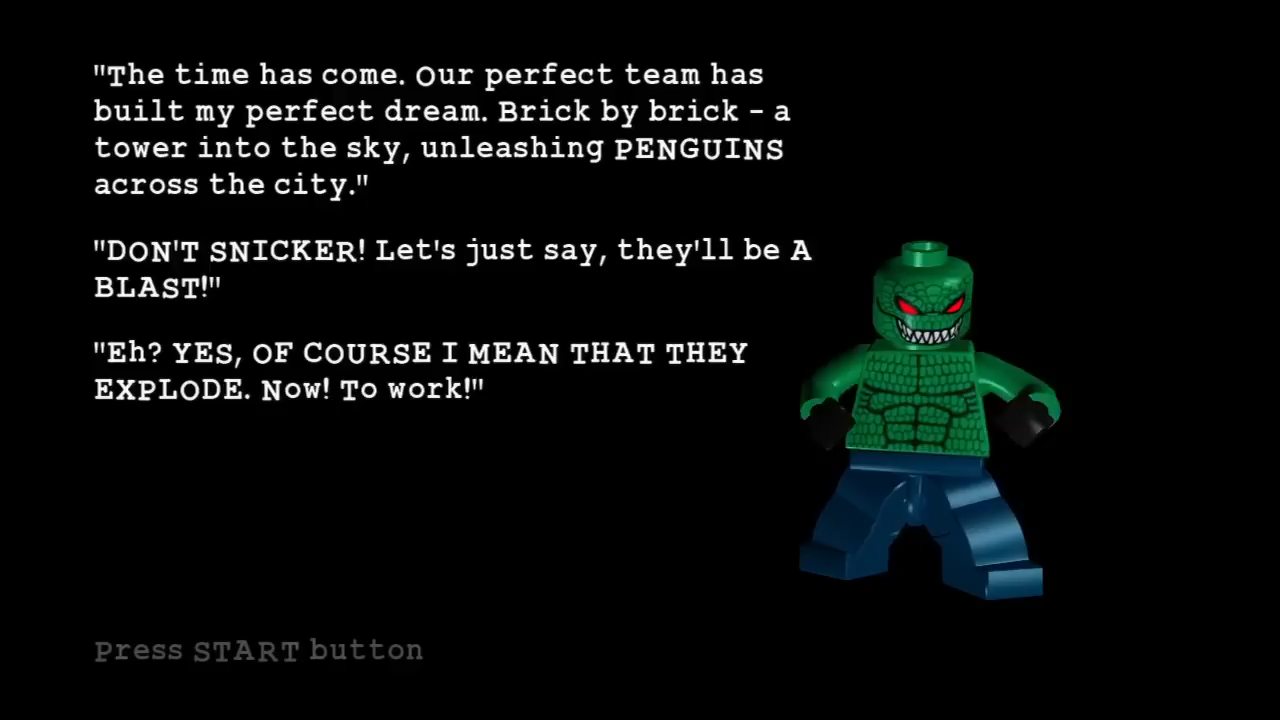 "The time has come. Our perfect team has
built my perfect dream. Brick by brick - a
tower into the sky, unleashing PENGUINS
across the city."
"DON'T SNICKER! Let's just say, they'll be A
BLAST!"
"Eh? YES, OF COURSE I MEAN THAT THEY
EXPLODE. Now! To work!"
Press START button